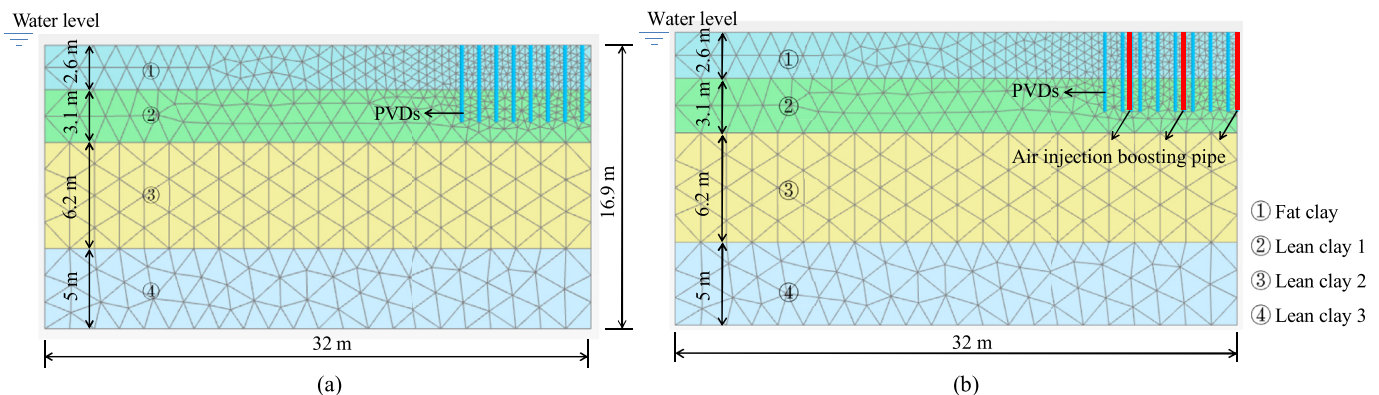 Water level
2.6 m
①
3.1 m
②
PVDs
6.2 m
③
16.9 m
5 m
④
32 m
(a)
Water level
2.6 m
①
3.1 m
②
PVDs
Air injection boosting pipe
6.2 m
③
5 m
④
32 m
(b)
① Fat clay
② Lean clay 1
③ Lean clay 2
④ Lean clay 3